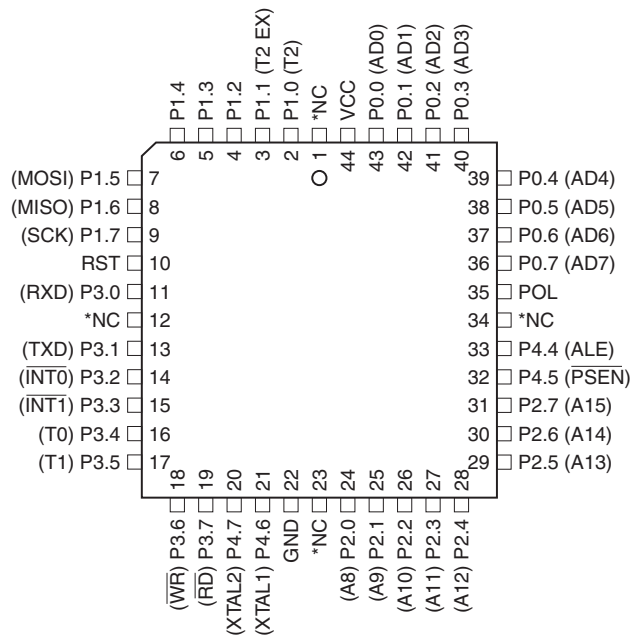 P1.4
P1.3
P1.2
P1.1 (T2 EX)
P1.0 (T2)
*NC
VCC
P0.0 (AD0)
P0.1 (AD1)
P0.2 (AD2)
P0.3 (AD3)
6
5
4
3
2
1
44
43
42
41
40
(MOSI) P1.5 7
(MISO) P1.6 8
(SCK) P1.7 9
RST 10
(RXD) P3.0 11
*NC 12
(TXD) P3.1 13
(I̅N̅T̅0̅) P3.2 14
(I̅N̅T̅1̅) P3.3 15
(T0) P3.4 16
(T1) P3.5 17
39 P0.4 (AD4)
38 P0.5 (AD5)
37 P0.6 (AD6)
36 P0.7 (AD7)
35 POL
34 *NC
33 P4.4 (ALE)
32 P4.5 (P̅S̅E̅N̅)
31 P2.7 (A15)
30 P2.6 (A14)
29 P2.5 (A13)
18
19
20
21
22
23
24
25
26
27
28
(W̅R̅) P3.6
(R̅D̅) P3.7
(XTAL2) P4.7
(XTAL1) P4.6
GND
*NC
(A8) P2.0
(A9) P2.1
(A10) P2.2
(A11) P2.3
(A12) P2.4